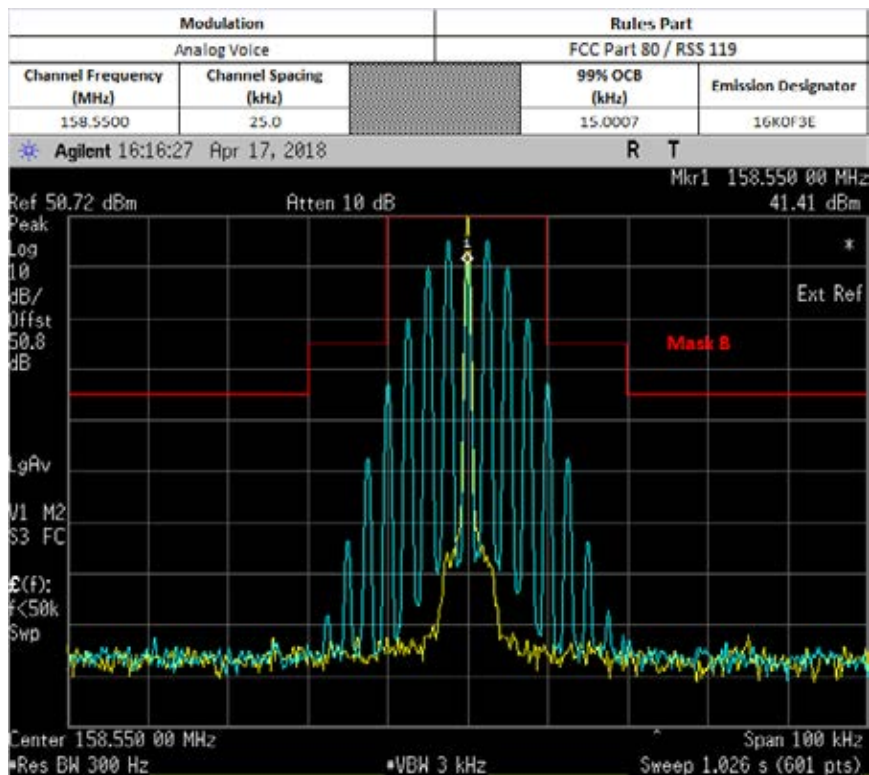 Modulation Rules Part
Analog Voice FCC Part 80 / RSS 119
Channel Frequency (MHz) Channel Spacing (kHz) 99% OCB (kHz) Emission Designator
158.5500 25.0 15.0007 16K0F3E
Agilent 16:16:27 Apr 17, 2018 R T
Mkr1 158.550 00 MHz
Ref 50.72 dBm Atten 10 dB 41.41 dBm
Peak
Log
10
dB/
Offst
50.8
dB
1
*
Ext Ref
Mask B
LgAv
V1 M2
S3 FC
£(f):
f<50k
Swp
Center 158.550 00 MHz ^ Span 100 kHz
*Res BW 300 Hz *VBW 3 kHz Sweep 1.026 s (601 pts)